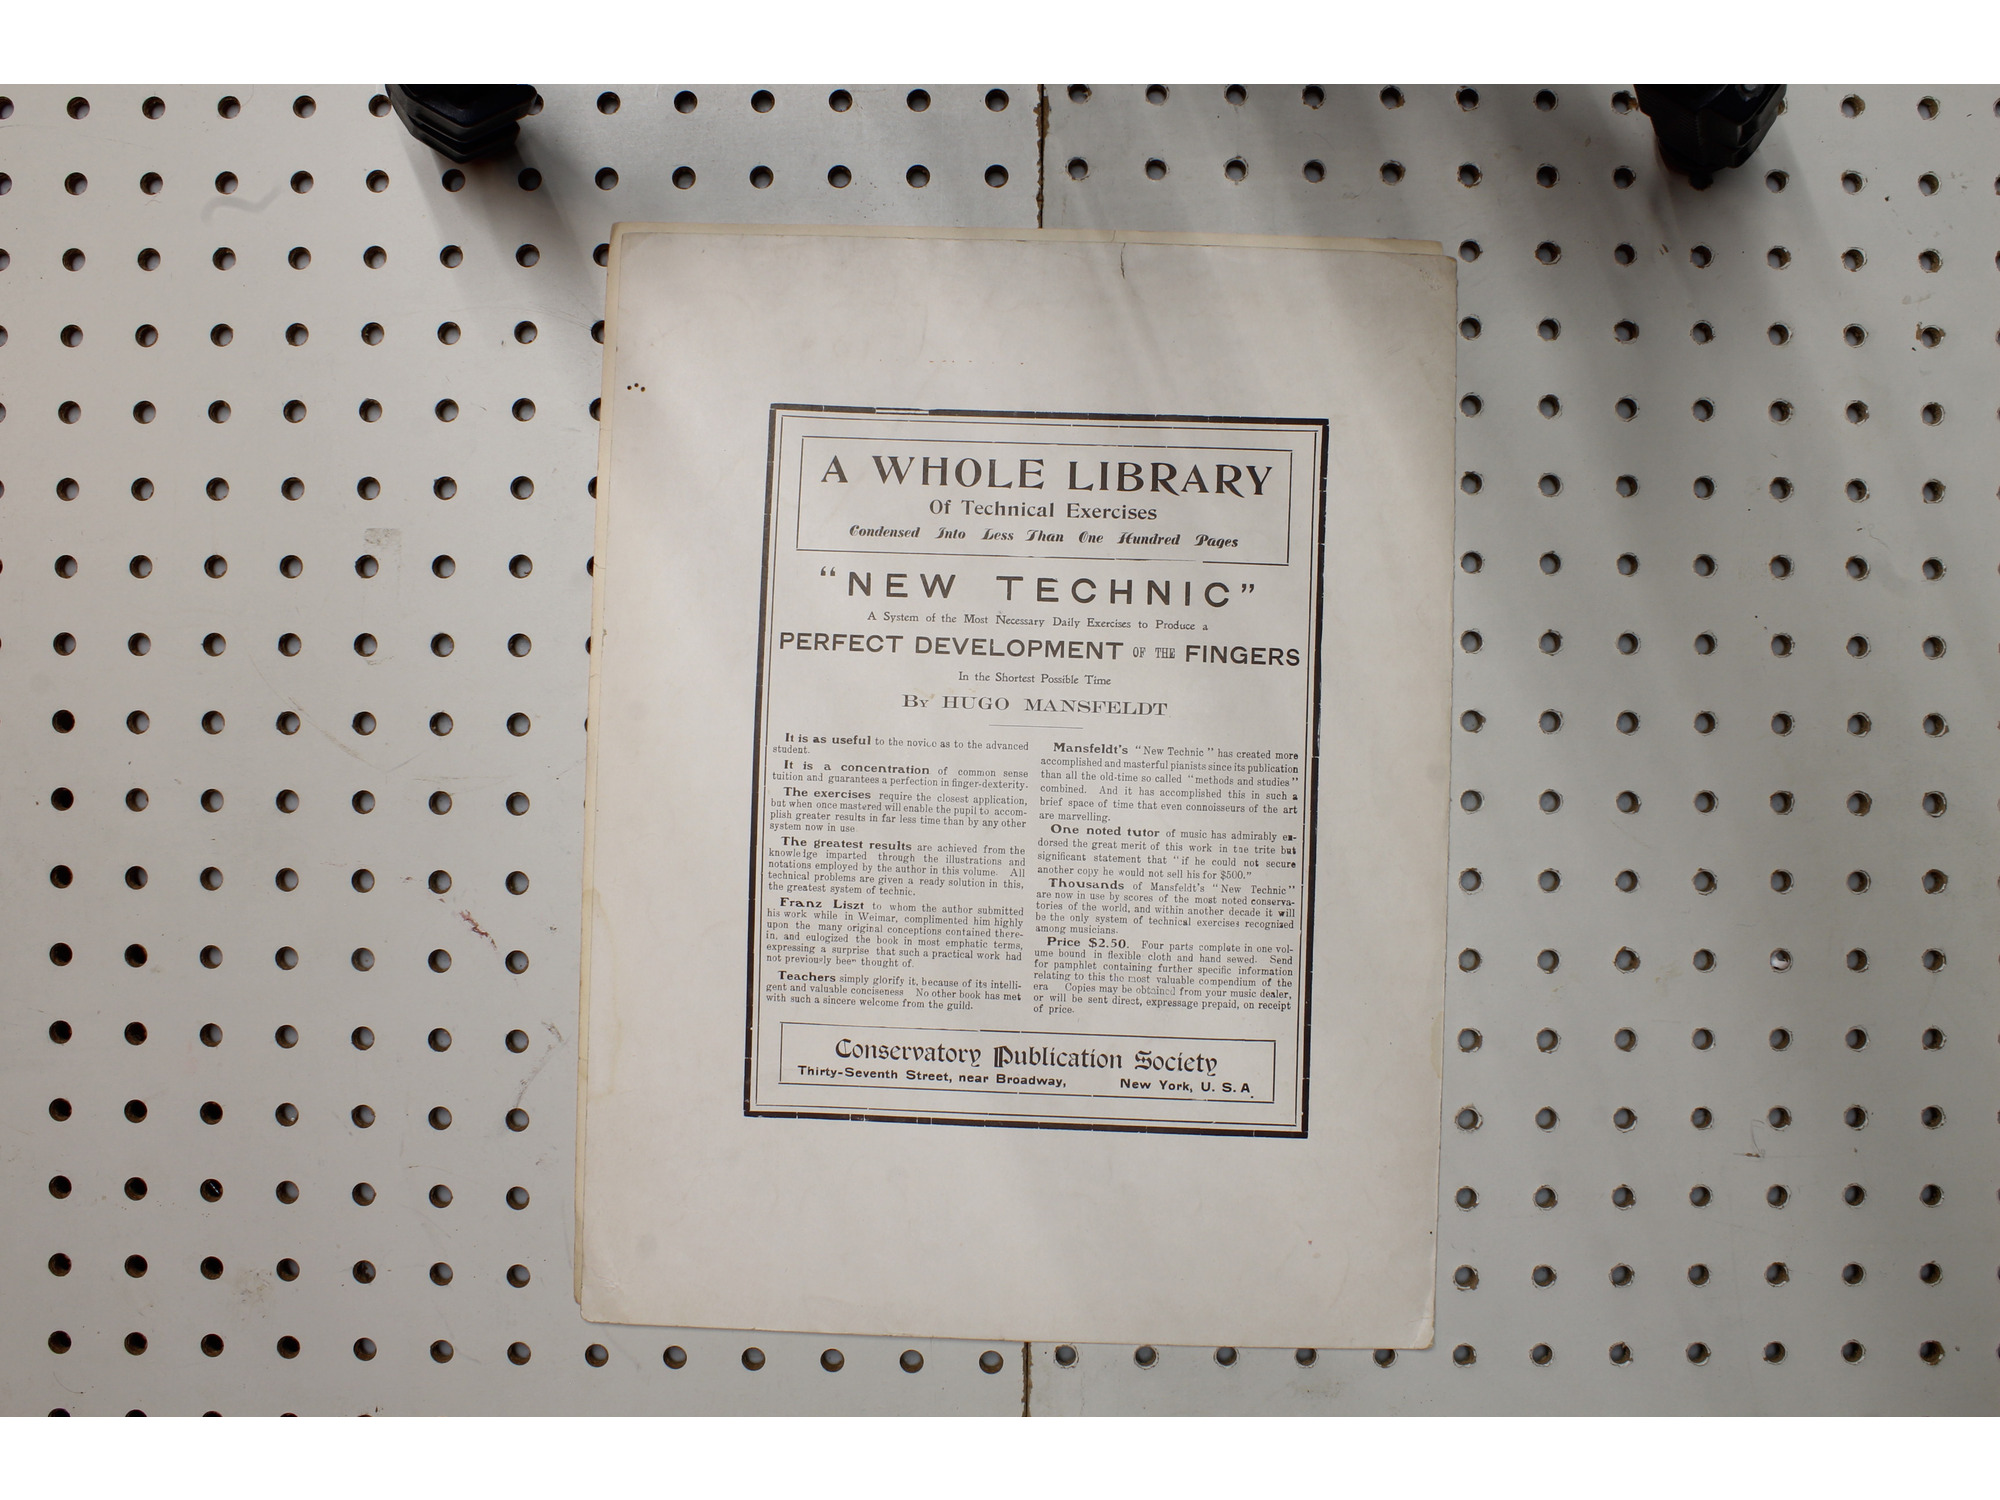 A WHOLE LIBRARY
Of Technical Exercises
Condensed Into Less Than One Hundred Pages
"NEW TECHNIC"
A System of the Most Necessary Daily Exercises to Produce a
PERFECT DEVELOPMENT OF THE FINGERS
In the Shortest Possible Time
BY HUGO MANSFELDT
It is as useful to the novice as to the advanced
student.
It is a concentration of common sense
tuition and guarantees a perfection in finger-dexterity.
The exercises require the closest application,
but when once mastered will enable the pupil to accom-
plish greater results in far less time than by any other
system now in use
The greatest results are achieved from the
knowle lge imparted through the illustrations and
notations employed by the author in this volume. All
technical problems are given a ready solution in this,
the greatest system of technic.
Franz Liszt to whom the author submitted
his work while in Weimar, complimented him highly
upon the many original conceptions contained there-
in, and eulogized the book in most emphatic terms,
expressing a surprise that such a practical work had
not previously been thought of.
Teachers simply glorify it, because of its intelli-
gent and valuable conciseness No other book has met
with such a sincere welcome from the guild.
Mansfeldt's "New Technic" has created more
accomplished and masterful pianists since its publication
than all the old-time so called "methods and studies"
combined. And it has accomplished this in such a
brief space of time that even connoisseurs of the art
are marvelling.
One noted tutor of music has admirably en-
dorsed the great merit of this work in the trite but
significant statement that "if he could not secure
another copy he would not sell his for $500."
Thousands of Mansfeldt's "New Technic"
are now in use by scores of the most noted conserva-
tories of the world, and within another decade it will
be the only system of technical exercises recognized
among musicians.
Price $2.50. Four parts complete in one vol-
ume bound in flexible cloth and hand sewed. Send
for pamphlet containing further specific information
relating to this the most valuable compendium of the
era Copies may be obtained from your music dealer,
or will be sent direct, expressage prepaid, on receipt
of price.
Conservatory Publication Society
Thirty-Seventh Street, near Broadway, New York, U. S. A.